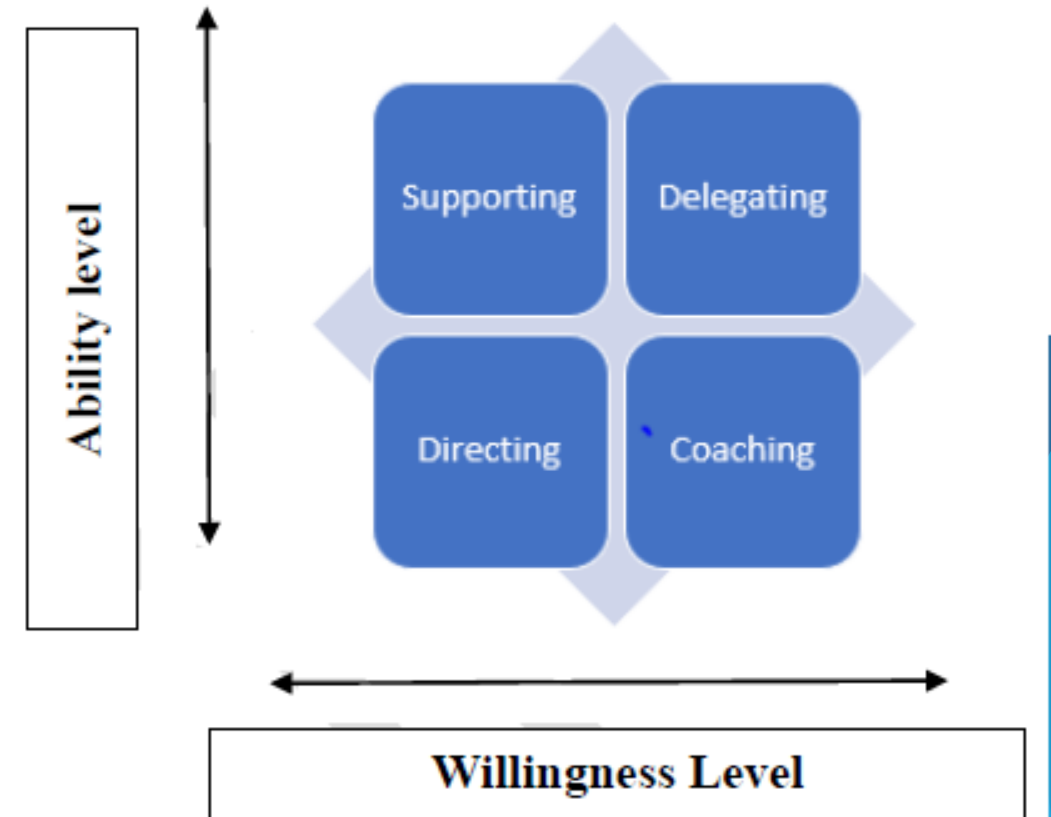 Ability level
Supporting
Delegating
Directing
Coaching
Willingness Level